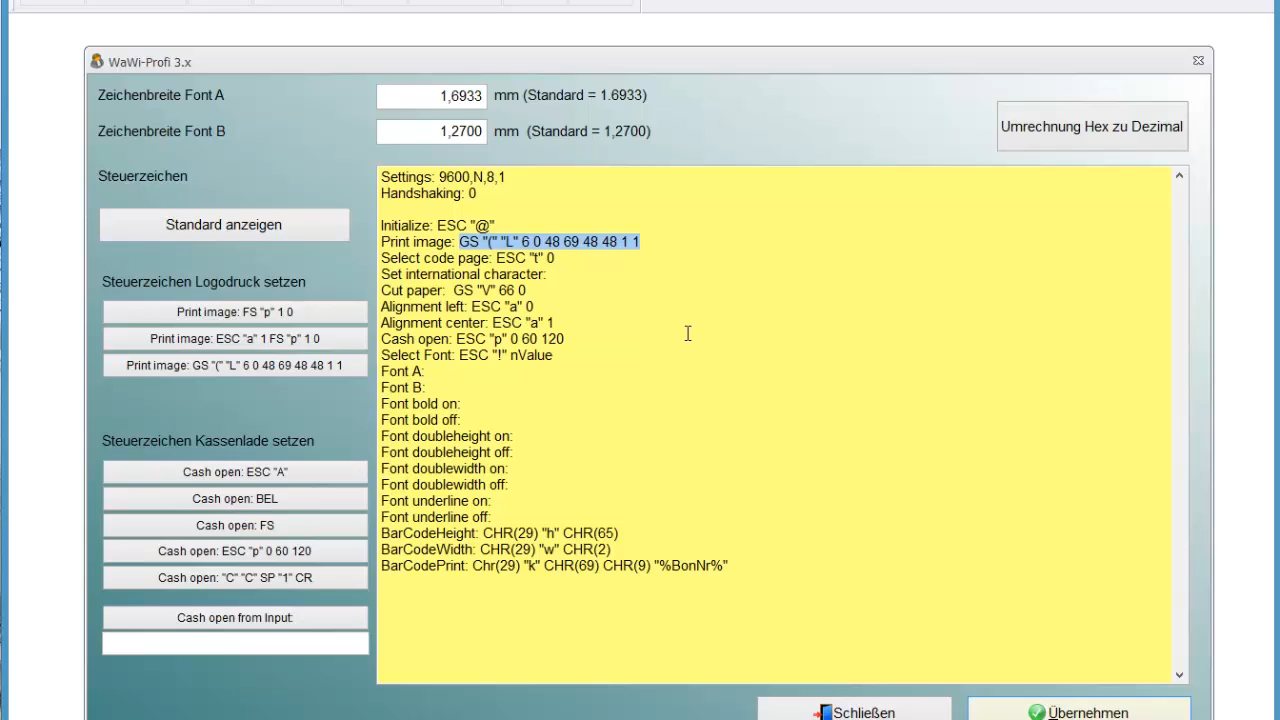 WaWi-Profi 3.x
Zeichenbreite Font A 1,6933 mm (Standard = 1.6933)
Zeichenbreite Font B 1,2700 mm (Standard = 1,2700)
Umrechnung Hex zu Dezimal
Steuerzeichen
Standard anzeigen
Steuerzeichen Logodruck setzen
Print image: FS "p" 1 0
Print image: ESC "a" 1 FS "p" 1 0
Print image: GS "(" "L" 6 0 48 69 48 48 1 1
Steuerzeichen Kassenlade setzen
Cash open: ESC "A"
Cash open: BEL
Cash open: FS
Cash open: ESC "p" 0 60 120
Cash open: "C" "C" SP "1" CR
Cash open from Input:
Settings: 9600,N,8,1
Handshaking: 0
Initialize: ESC "@"
Print image: GS "(" "L" 6 0 48 69 48 48 1 1
Select code page: ESC "t" 0
Set international character:
Cut paper:  GS "V" 66 0
Alignment left: ESC "a" 0
Alignment center: ESC "a" 1
Cash open: ESC "p" 0 60 120
Select Font: ESC "!" nValue
Font A:
Font B:
Font bold on:
Font bold off:
Font doubleheight on:
Font doubleheight off:
Font doublewidth on:
Font doublewidth off:
Font underline on:
Font underline off:
BarCodeHeight: CHR(29) "h" CHR(65)
BarCodeWidth: CHR(29) "w" CHR(2)
BarCodePrint: Chr(29) "k" CHR(69) CHR(9) "%BonNr%"
Schließen
Übernehmen